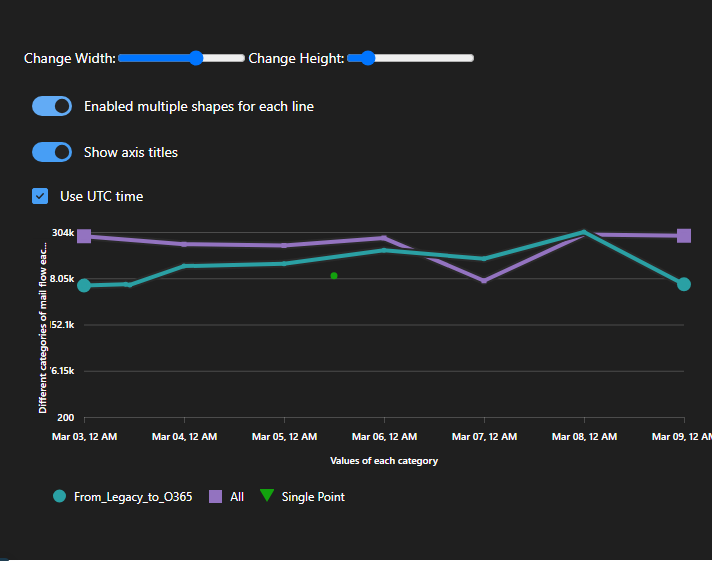 Change Width: Change Height:
Enabled multiple shapes for each line
Show axis titles
Use UTC time
304k
8.05k
52.1k
6.15k
200
Different categories of mail flow eac...
Mar 03, 12 AM Mar 04, 12 AM Mar 05, 12 AM Mar 06, 12 AM Mar 07, 12 AM Mar 08, 12 AM Mar 09, 12 AM
Values of each category
From_Legacy_to_O365 All Single Point